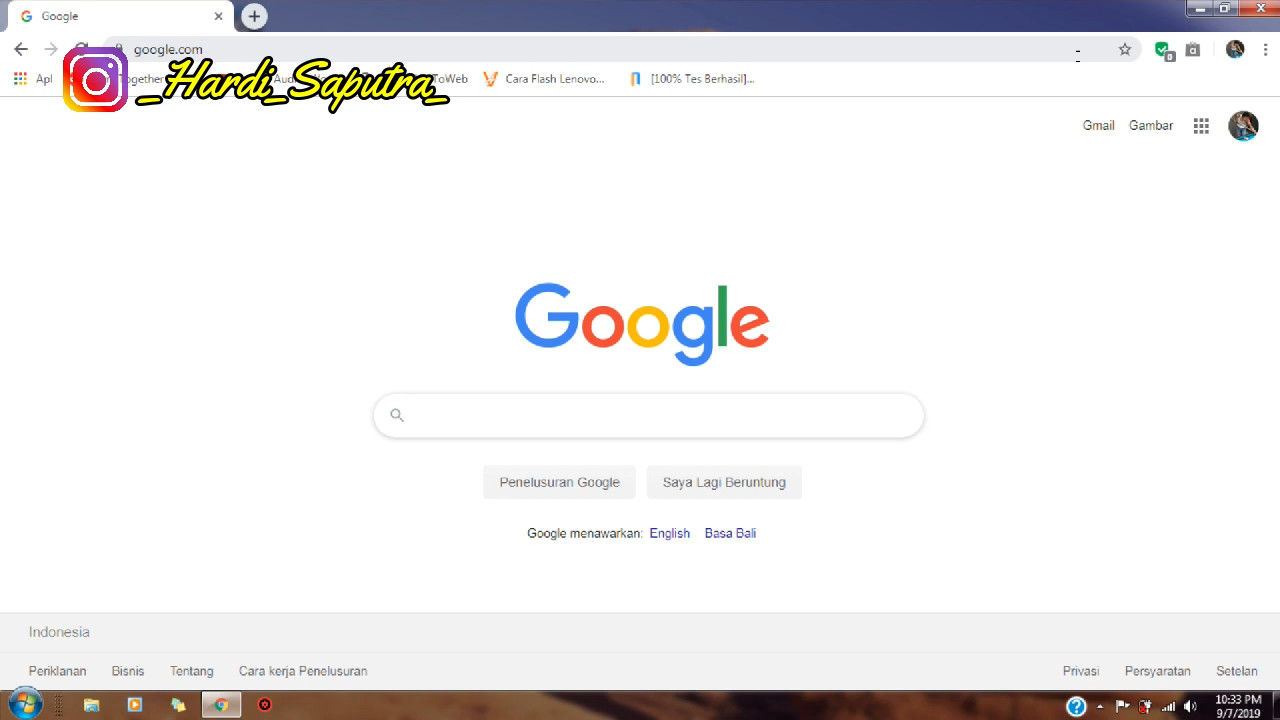 Google
google.com
_Hardi_Saputra_
Apl
Together
ToWeb
Cara Flash Lenovo...
[100% Tes Berhasil]...
Gmail
Gambar
Google
Penelusuran Google
Saya Lagi Beruntung
Google menawarkan: English Basa Bali
Indonesia
Periklanan
Bisnis
Tentang
Cara kerja Penelusuran
Privasi
Persyaratan
Setelan
10:33 PM
9/7/2019